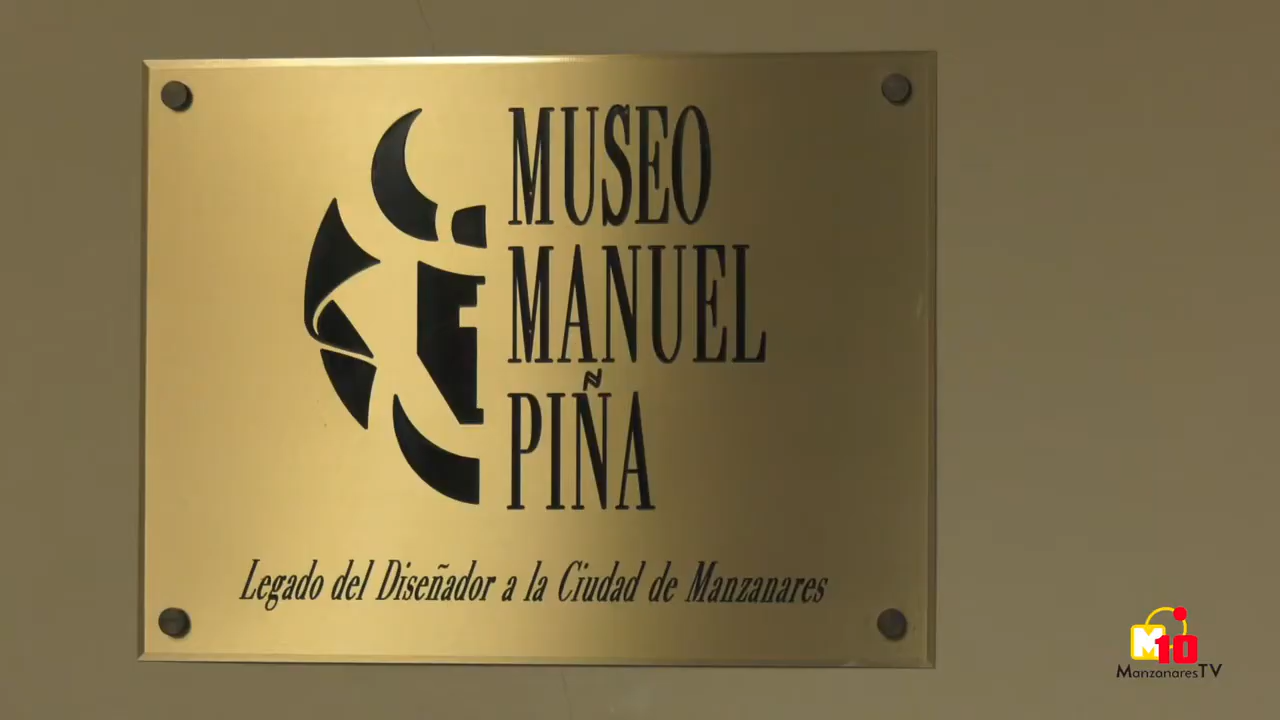 MUSEO
MANUEL
PIÑA
Legado del Diseñador a la Ciudad de Manzanares
M10
ManzanaresTV